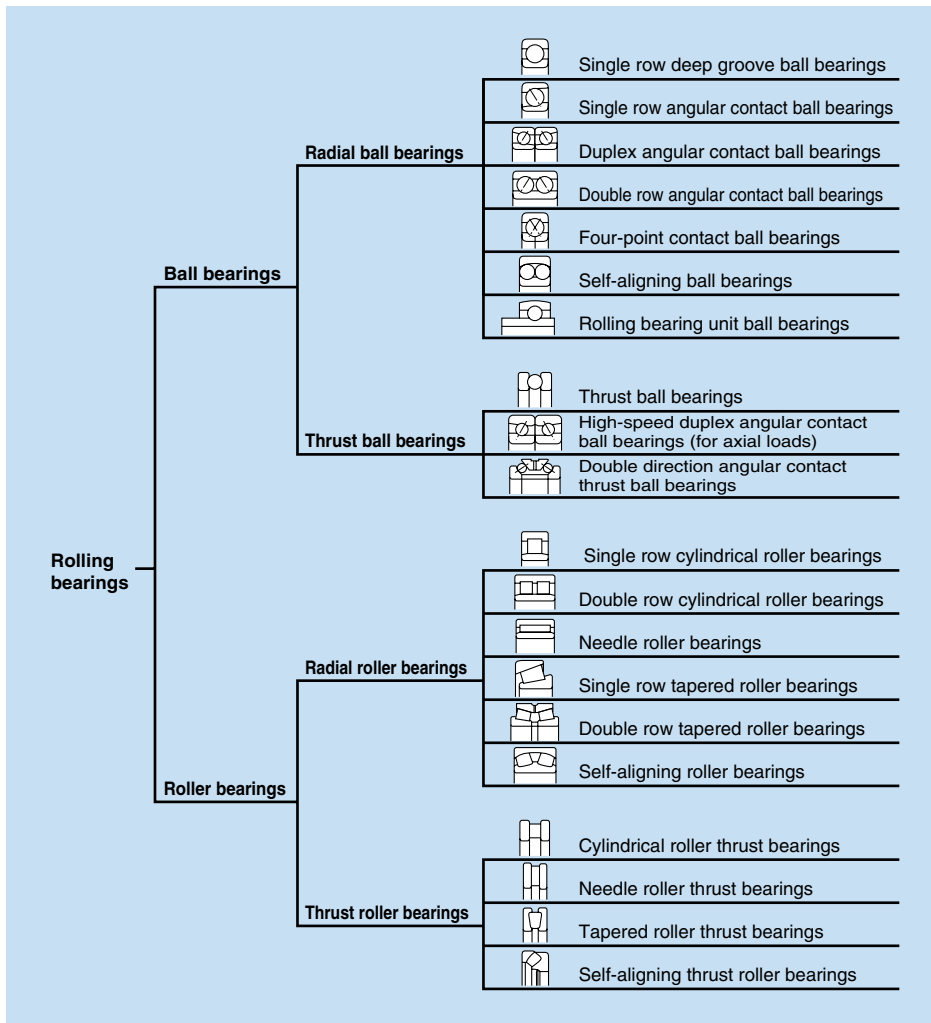 Single row deep groove ball bearings
Single row angular contact ball bearings
Radial ball bearings
Duplex angular contact ball bearings
Double row angular contact ball bearings
Four-point contact ball bearings
Ball bearings
Self-aligning ball bearings
Rolling bearing unit ball bearings
Thrust ball bearings
Thrust ball bearings
High-speed duplex angular contact
ball bearings (for axial loads)
Double direction angular contact
thrust ball bearings
Rolling
bearings
Single row cylindrical roller bearings
Double row cylindrical roller bearings
Needle roller bearings
Radial roller bearings
Single row tapered roller bearings
Double row tapered roller bearings
Self-aligning roller bearings
Roller bearings
Cylindrical roller thrust bearings
Needle roller thrust bearings
Thrust roller bearings
Tapered roller thrust bearings
Self-aligning thrust roller bearings